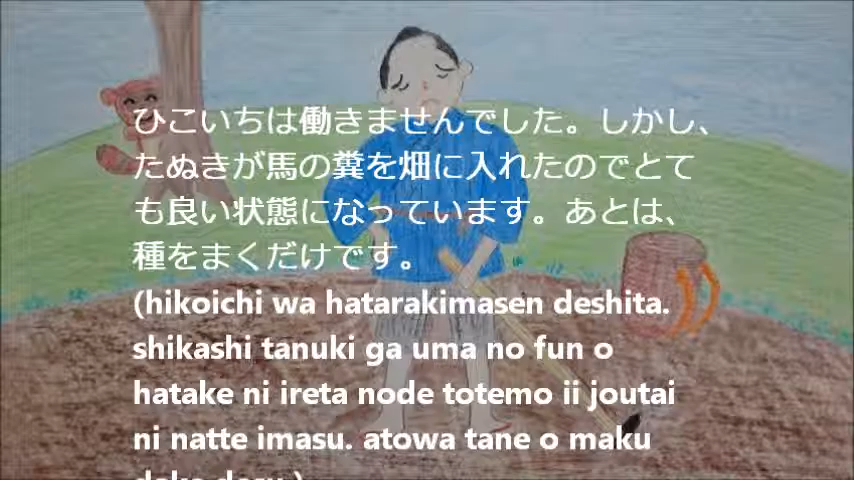 ひこいちは働きませんでした。しかし、
たぬきが馬の糞を畑に入れたのでとて
も良い状態になっています。あとは、
種をまくだけです。
(hikoichi wa hatarakimasen deshita.
shikashi tanuki ga uma no fun o
hatake ni ireta node totemo ii joutai
ni natte imasu. atowa tane o maku
dake desu.)